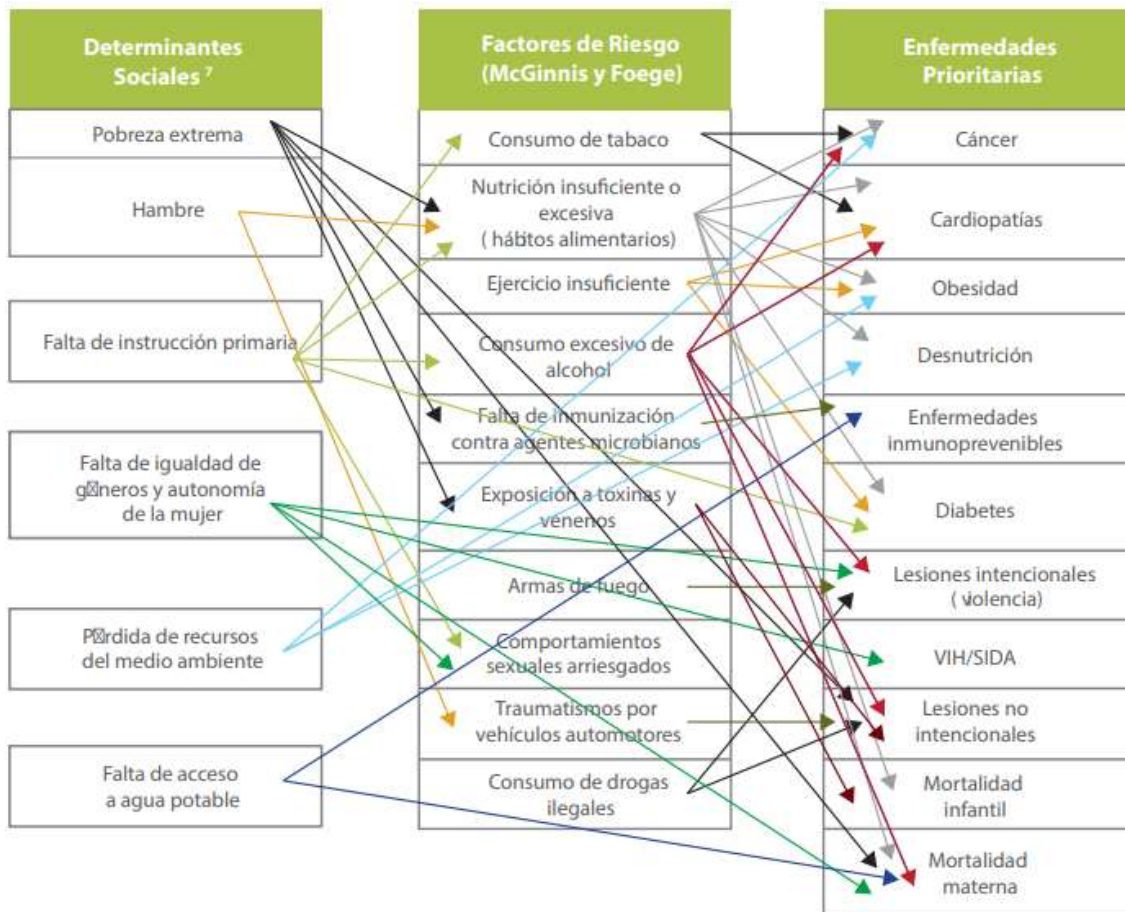 Determinantes
Sociales 7
Pobreza extrema
Hambre
Falta de instrucción primaria
Falta de igualdad de
g�neros y autonomía
de la mujer
P�rdida de recursos
del medio ambiente
Falta de acceso
a agua potable
Factores de Riesgo
(McGinnis y Foege)
Consumo de tabaco
Nutrición insuficiente o
excesiva
( hábitos alimentarios)
Ejercicio insuficiente
Consumo excesivo de
alcohol
Falta de inmunización
contra agentes microbianos
Exposición a toxinas y
venenos
Armas de fuego
Comportamientos
sexuales arriesgados
Traumatismos por
vehículos automotores
Consumo de drogas
ilegales
Enfermedades
Prioritarias
Cáncer
Cardiopatías
Obesidad
Desnutrición
Enfermedades
inmunoprevenibles
Diabetes
Lesiones intencionales
( violencia)
VIH/SIDA
Lesiones no
intencionales
Mortalidad
infantil
Mortalidad
materna